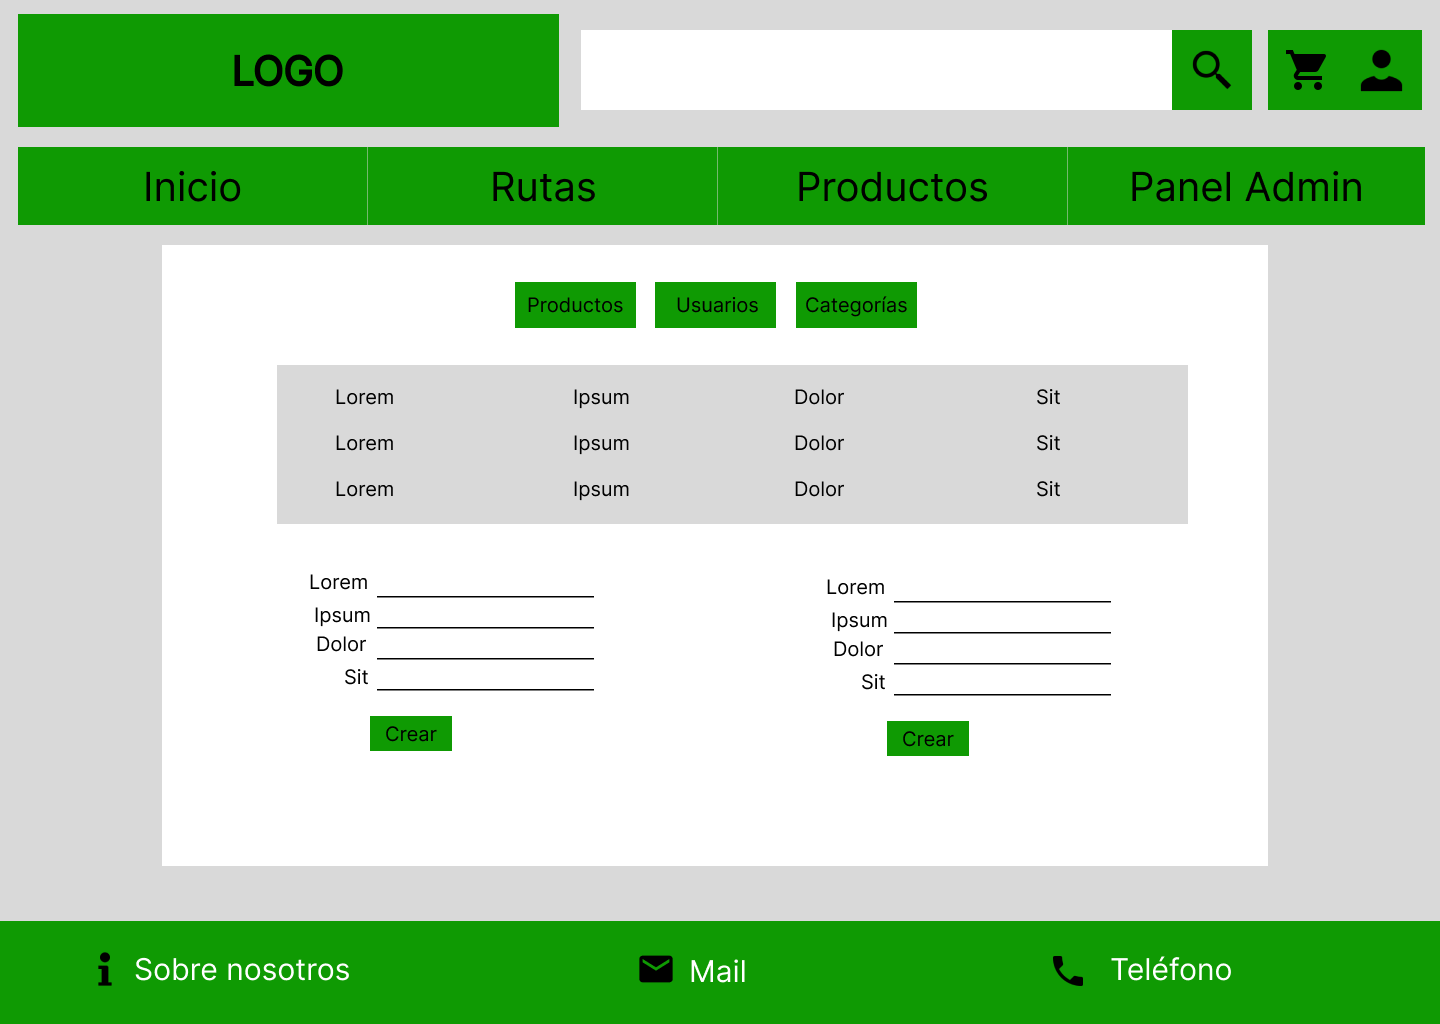 LOGO
Inicio Rutas Productos Panel Admin
Productos Usuarios Categorías
Lorem Ipsum Dolor Sit
Lorem Ipsum Dolor Sit
Lorem Ipsum Dolor Sit
Lorem
Ipsum
Dolor
Sit
Crear
Lorem
Ipsum
Dolor
Sit
Crear
Sobre nosotros Mail Teléfono